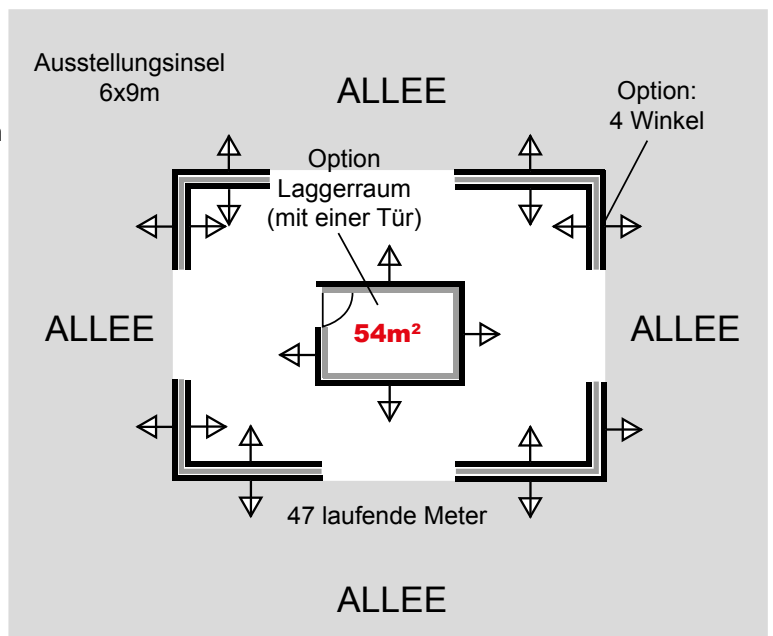 Ausstellungsinsel
6x9m
ALLEE
Option:
4 Winkel
Option
Laggerraum
(mit einer Tür)
ALLEE
54m²
ALLEE
47 laufende Meter
ALLEE